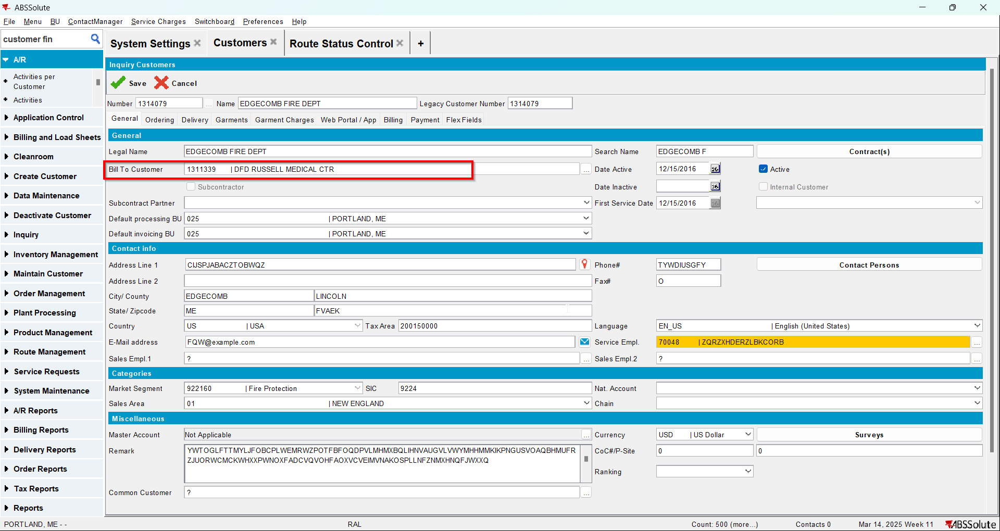 ABSSolute
File Menu BU ContactManager Service Charges Switchboard Preferences Help
customer fin
System Settings Customers Route Status Control +
A/R
Activities per
Customer
Activities
Application Control
Billing and Load Sheets
Cleanroom
Create Customer
Data Maintenance
Deactivate Customer
Inquiry
Inventory Management
Maintain Customer
Order Management
Plant Processing
Product Management
Route Management
Service Requests
System Maintenance
A/R Reports
Billing Reports
Delivery Reports
Order Reports
Tax Reports
Reports
Inquiry Customers
Save Cancel
Number 1314079 ... Name EDGECOMB FIRE DEPT Legacy Customer Number 1314079
General Ordering Delivery Garments Garment Charges Web Portal / App Billing Payment Flex Fields
General
Legal Name EDGECOMB FIRE DEPT Search Name EDGECOMB F Contract(s)
Bill To Customer 1311339 | DFD RUSSELL MEDICAL CTR ... Date Active 12/15/2016 16 Active
Subcontractor Date Inactive 16 Internal Customer
Subcontract Partner First Service Date 12/15/2016 16
Default processing BU 025 | PORTLAND, ME
Default invoicing BU 025 | PORTLAND, ME
Contact info
Address Line 1 CIJSPJABACZTOBWQZ Phone# TYWDIUSGFY Contact Persons
Address Line 2 Fax# O
City/ County EDGECOMB LINCOLN
State/ Zipcode ME FVAEK
Country US | USA Tax Area 200150000 Language EN_US | English (United States)
E-Mail address FQW@example.com Service Empl. 70048 | ZQRZXHDERZLBKCORB ...
Sales Empl.1 ? ... Sales Empl.2 ? ...
Categories
Market Segment 922160 | Fire Protection SIC 9224 Nat. Account
Sales Area 01 | NEW ENGLAND Chain
Miscellaneous
Master Account Not Applicable ... Currency USD | US Dollar Surveys
Remark YWTOGLFTTMYLJFOBCPLWEMRWZPOTFBFOQDPVLMHMXBQLIHNVAUGVLVWYMHHMMKIKPNGUSVOAQBHMUFR CoC#/P-Site 0 0
ZJUORWCMCKWHXXPWNOXFADCVQVOHFAOXVCVEIMVNAKOSPLLNFZNMXHNQFJWXXQ
Ranking
Common Customer ? ...
PORTLAND, ME - - RAL Count: 500 (more...) Contacts 0 Mar 14, 2025 Week 11 ABSSolute